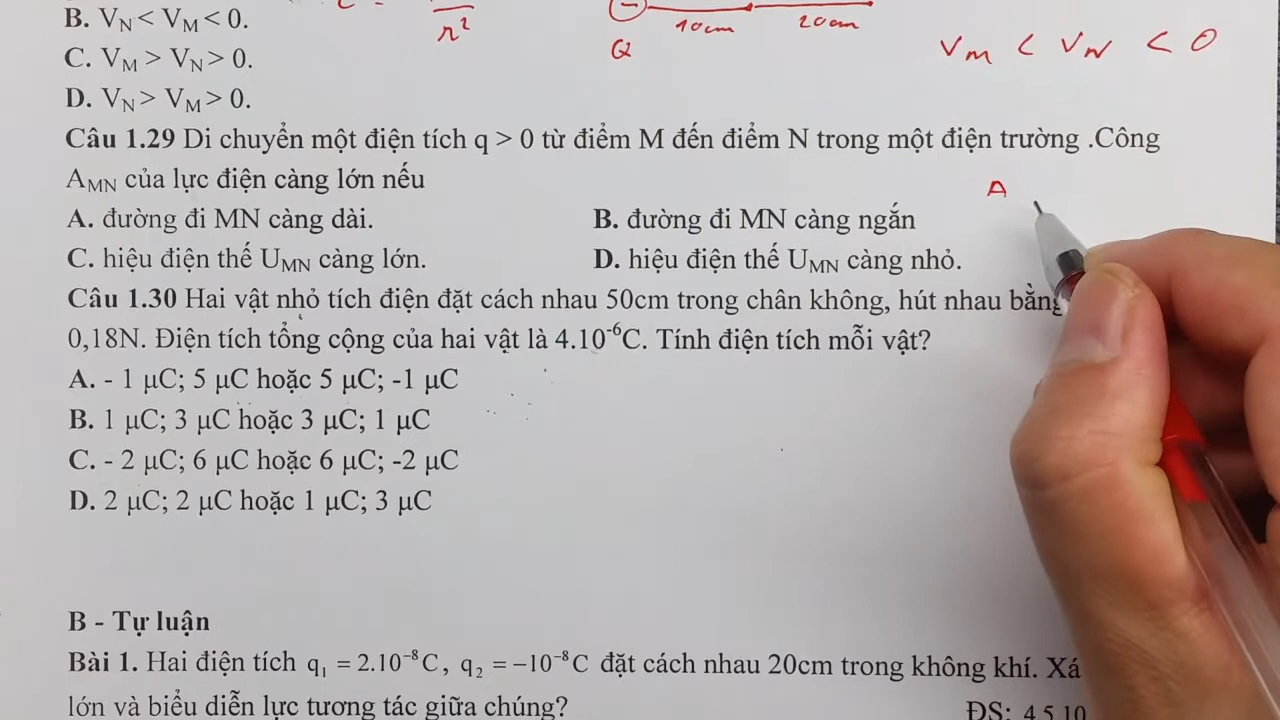 B. V_N < V_M < 0.
r²
10cm 20cm
Q
V_M < V_N < 0
C. V_M > V_N > 0.
D. V_N > V_M > 0.
Câu 1.29 Di chuyển một điện tích q > 0 từ điểm M đến điểm N trong một điện trường .Công
A_MN của lực điện càng lớn nếu
A
A. đường đi MN càng dài. B. đường đi MN càng ngắn
C. hiệu điện thế U_MN càng lớn. D. hiệu điện thế U_MN càng nhỏ.
Câu 1.30 Hai vật nhỏ tích điện đặt cách nhau 50cm trong chân không, hút nhau bằng
0,18N. Điện tích tổng cộng của hai vật là 4.10⁻⁶C. Tính điện tích mỗi vật?
A. - 1 μC; 5 μC hoặc 5 μC; -1 μC
B. 1 μC; 3 μC hoặc 3 μC; 1 μC
C. - 2 μC; 6 μC hoặc 6 μC; -2 μC
D. 2 μC; 2 μC hoặc 1 μC; 3 μC
B - Tự luận
Bài 1. Hai điện tích q₁ = 2.10⁻⁸C, q₂ = −10⁻⁸C đặt cách nhau 20cm trong không khí. Xá
lớn và biểu diễn lực tương tác giữa chúng? ĐS: 4,5.10